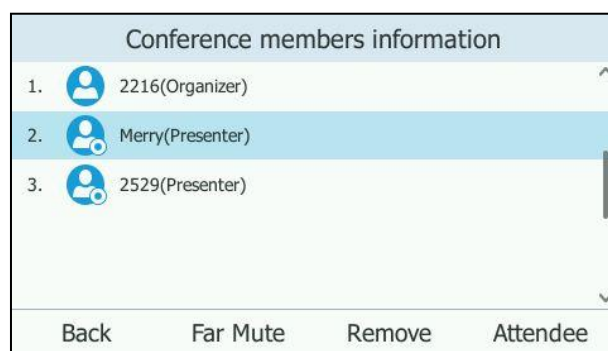 Conference members information
1. 2216(Organizer)
2. Merry(Presenter)
3. 2529(Presenter)
Back Far Mute Remove Attendee